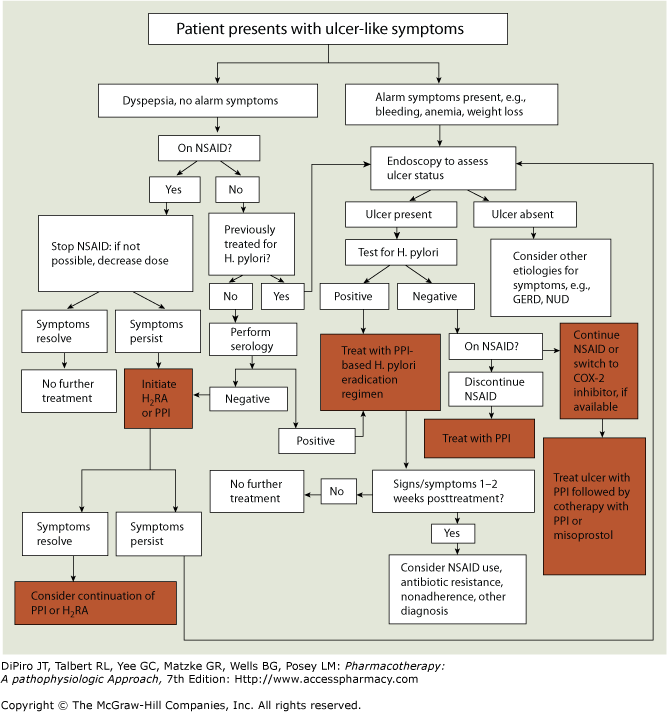 Patient presents with ulcer-like symptoms
Dyspepsia, no alarm symptoms
Alarm symptoms present, e.g.,
bleeding, anemia, weight loss
On NSAID?
Yes
No
Stop NSAID: if not
possible, decrease dose
Previously
treated for
H. pylori?
No
Yes
Symptoms
resolve
Symptoms
persist
Perform
serology
No further
treatment
Initiate
H₂RA
or PPI
Negative
Positive
Symptoms
resolve
Symptoms
persist
Consider continuation of
PPI or H₂RA
Endoscopy to assess
ulcer status
Ulcer present
Ulcer absent
Test for H. pylori
Consider other
etiologies for
symptoms, e.g.,
GERD, NUD
Positive
Negative
Treat with PPI-
based H. pylori
eradication
regimen
On NSAID?
Continue
NSAID or
switch to
COX-2
inhibitor, if
available
Discontinue
NSAID
Treat with PPI
Treat ulcer with
PPI followed by
cotherapy with
PPI or
misoprostol
Signs/symptoms 1–2
weeks posttreatment?
No
No further
treatment
Yes
Consider NSAID use,
antibiotic resistance,
nonadherence, other
diagnosis
DiPiro JT, Talbert RL, Yee GC, Matzke GR, Wells BG, Posey LM: Pharmacotherapy:
A pathophysiologic Approach, 7th Edition: Http://www.accesspharmacy.com
Copyright © The McGraw-Hill Companies, Inc. All rights reserved.